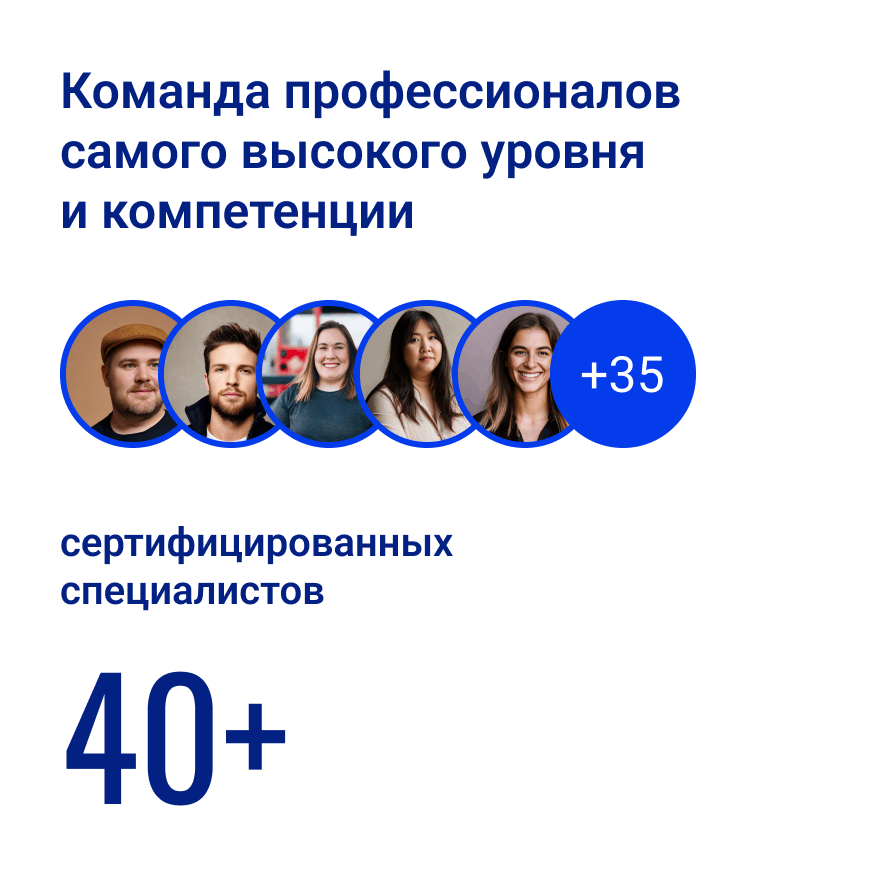 Команда профессионалов
самого высокого уровня
и компетенции
+35
сертифицированных
специалистов
40+